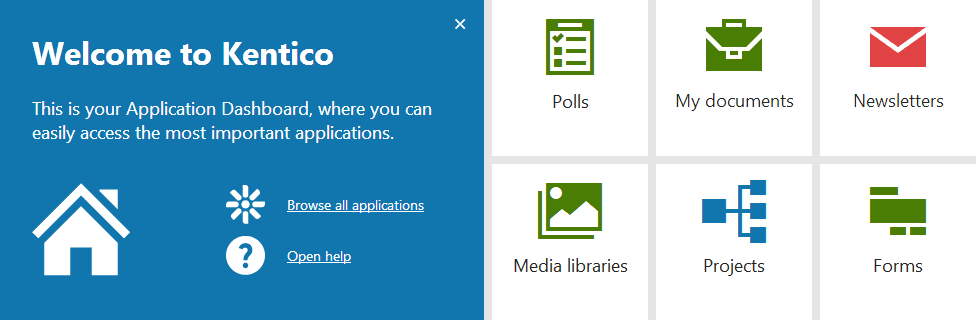 Welcome to Kentico
This is your Application Dashboard, where you can
easily access the most important applications.
Browse all applications
Open help
Polls
My documents
Newsletters
Media libraries
Projects
Forms